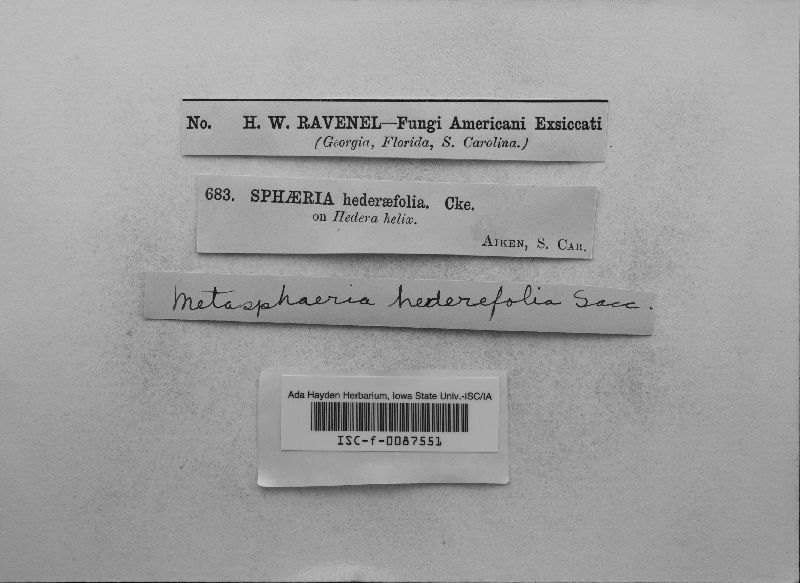 No. H. W. RAVENEL—Fungi Americani Exsiccati
(Georgia, Florida, S. Carolina.)
683. SPHÆRIA hederæfolia. Cke.
on Hedera helix.
AIKEN, S. CAR.
Metasphaeria hederefolia Sacc.
Ada Hayden Herbarium, Iowa State Univ.-ISC/IA
ISC-f-0087551